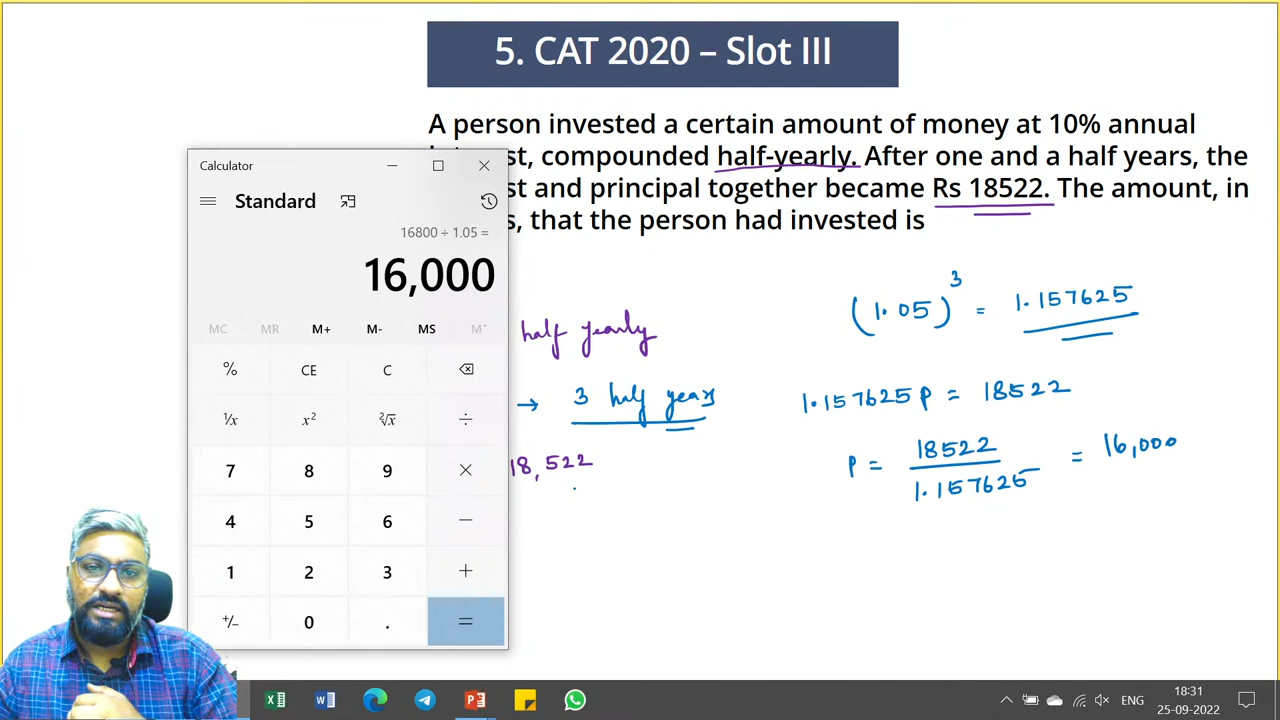 5. CAT 2020 – Slot III
A person invested a certain amount of money at 10% annual
st, compounded half-yearly. After one and a half years, the
st and principal together became Rs 18522. The amount, in
s, that the person had invested is
Calculator
Standard
16800 ÷ 1.05 =
16,000
MC MR M+ M- MS M˅
% CE C
¹/x x² ²√x ÷
7 8 9 ×
4 5 6 −
1 2 3 +
+/− 0 . =
half yearly
→ 3 half years
18,522
(1.05)³ = 1.157625
1.157625 P = 18522
P = 18522 / 1.157625 = 16,000
ENG
18:31
25-09-2022